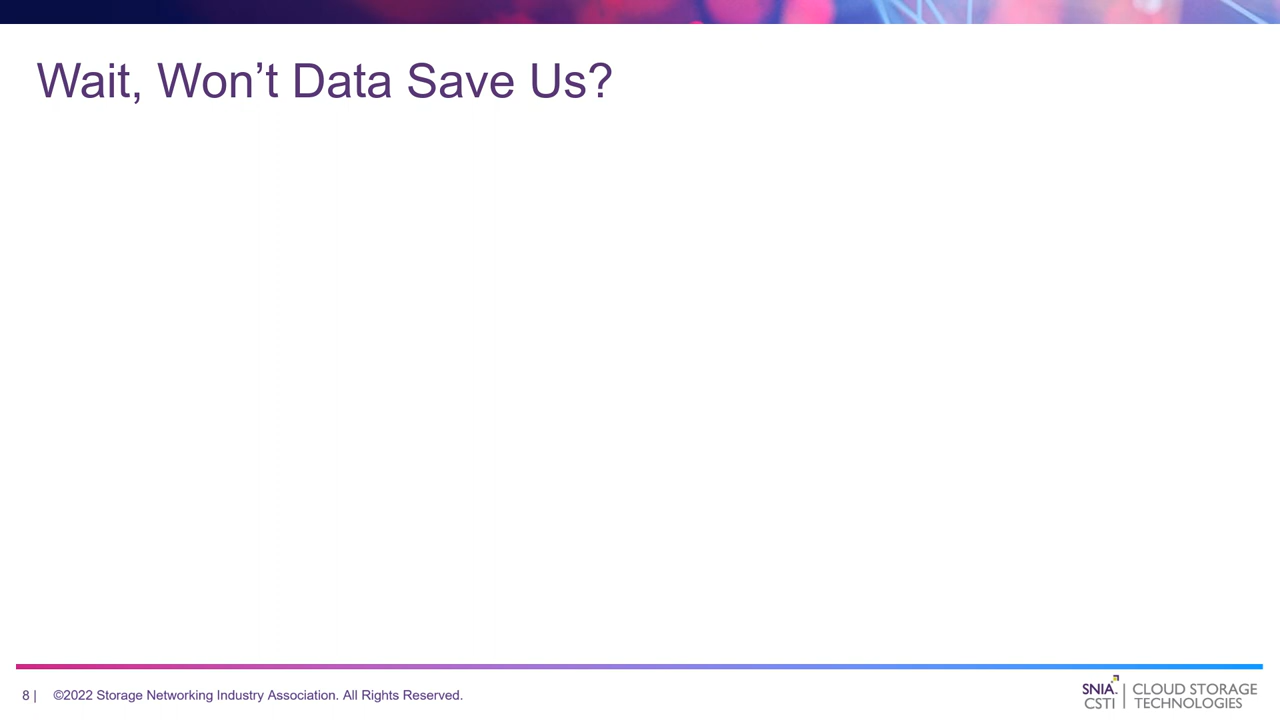 Wait, Won’t Data Save Us?
8 | ©2022 Storage Networking Industry Association. All Rights Reserved.
SNIA. | CLOUD STORAGE
CSTI | TECHNOLOGIES